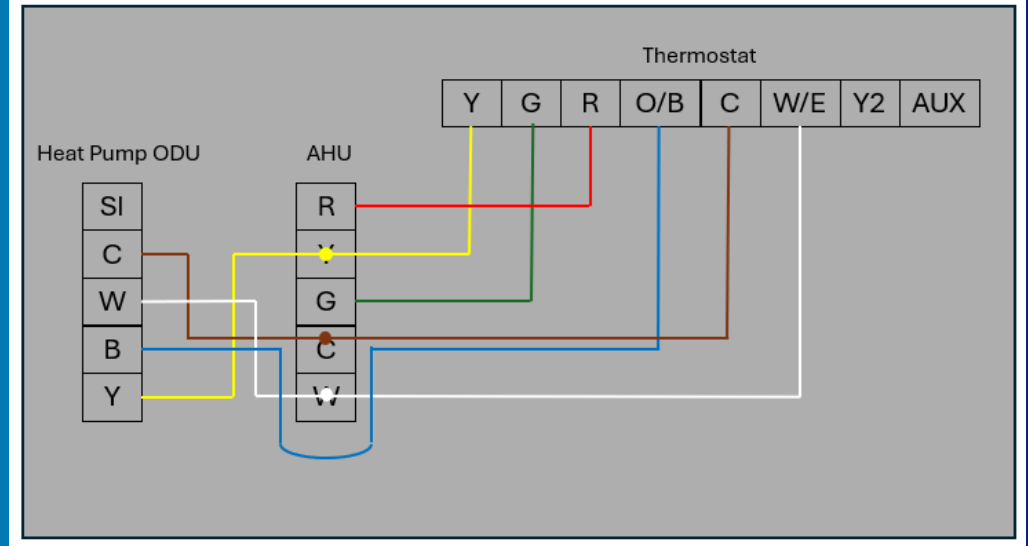 Thermostat
Y G R O/B C W/E Y2 AUX
Heat Pump ODU
SI
C
W
B
Y
AHU
R
Y
G
C
W